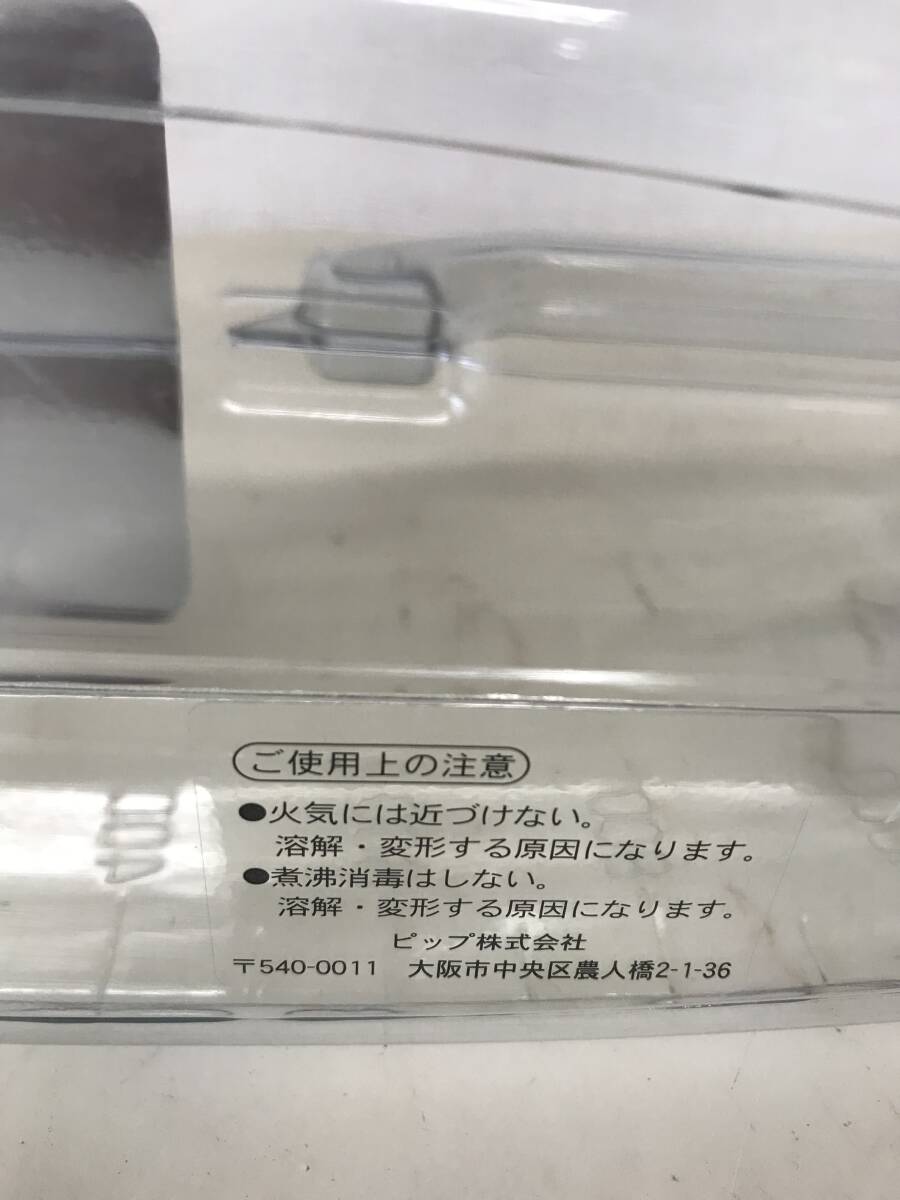 ご使用上の注意
●火気には近づけない。
溶解・変形する原因になります。
●煮沸消毒はしない。
溶解・変形する原因になります。
ピップ株式会社
〒540-0011 大阪市中央区農人橋2-1-36